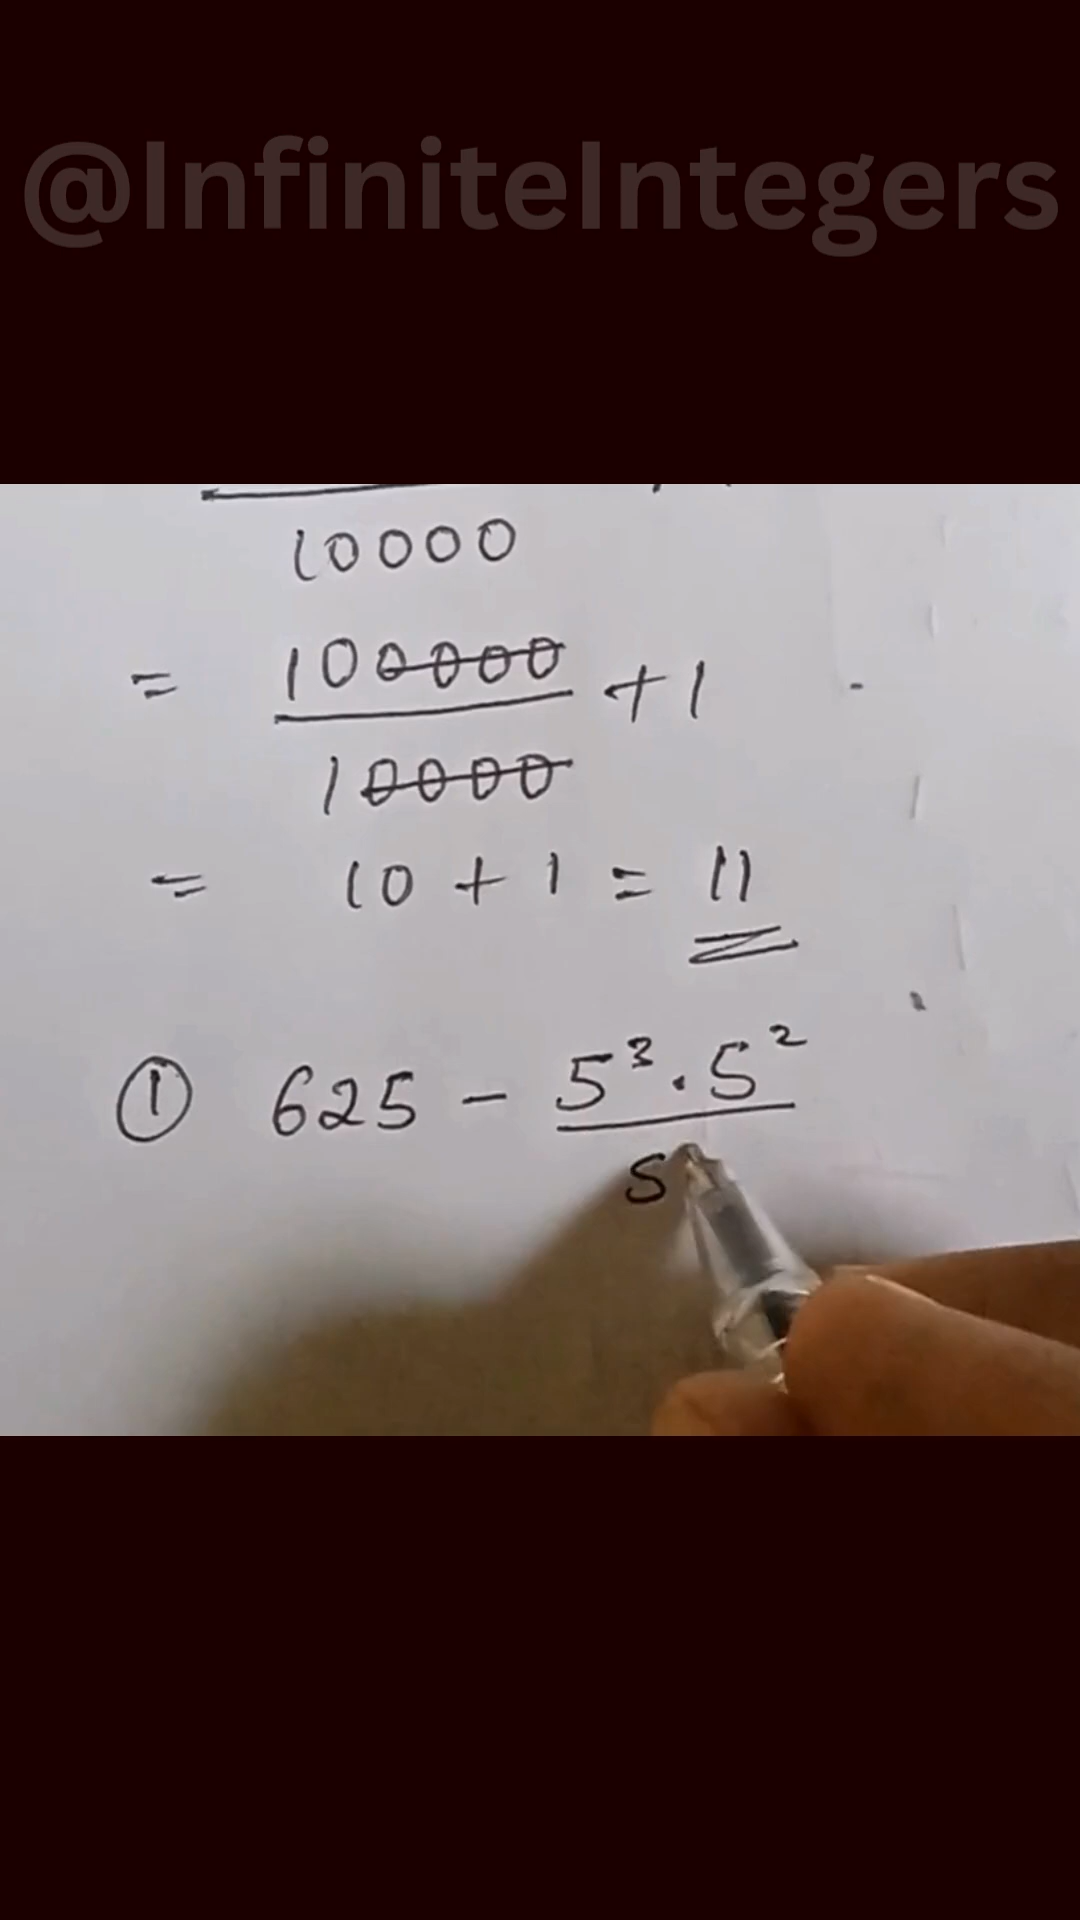 @InfiniteIntegers
10000
= 100000 + 1
10000
= 10 + 1 = 11
① 625 - 5³ . 5²
5